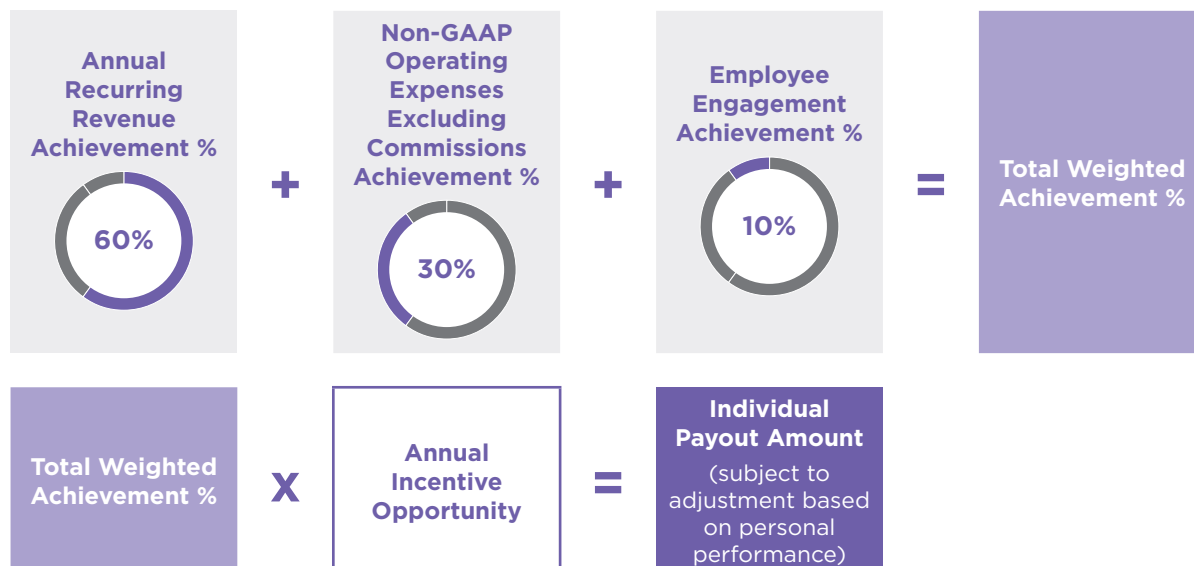 Annual
Recurring
Revenue
Achievement %
60%
+
Non-GAAP
Operating
Expenses
Excluding
Commissions
Achievement %
30%
+
Employee
Engagement
Achievement %
10%
=
Total Weighted
Achievement %
Total Weighted
Achievement %
x
Annual
Incentive
Opportunity
=
Individual
Payout Amount
(subject to
adjustment based
on personal
performance)